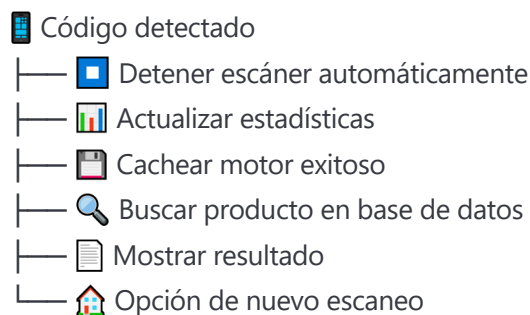 📱 Código detectado
├── ⏹️ Detener escáner automáticamente
├── 📊 Actualizar estadísticas
├── 💾 Cachear motor exitoso
├── 🔍 Buscar producto en base de datos
├── 📄 Mostrar resultado
└── 🏠 Opción de nuevo escaneo